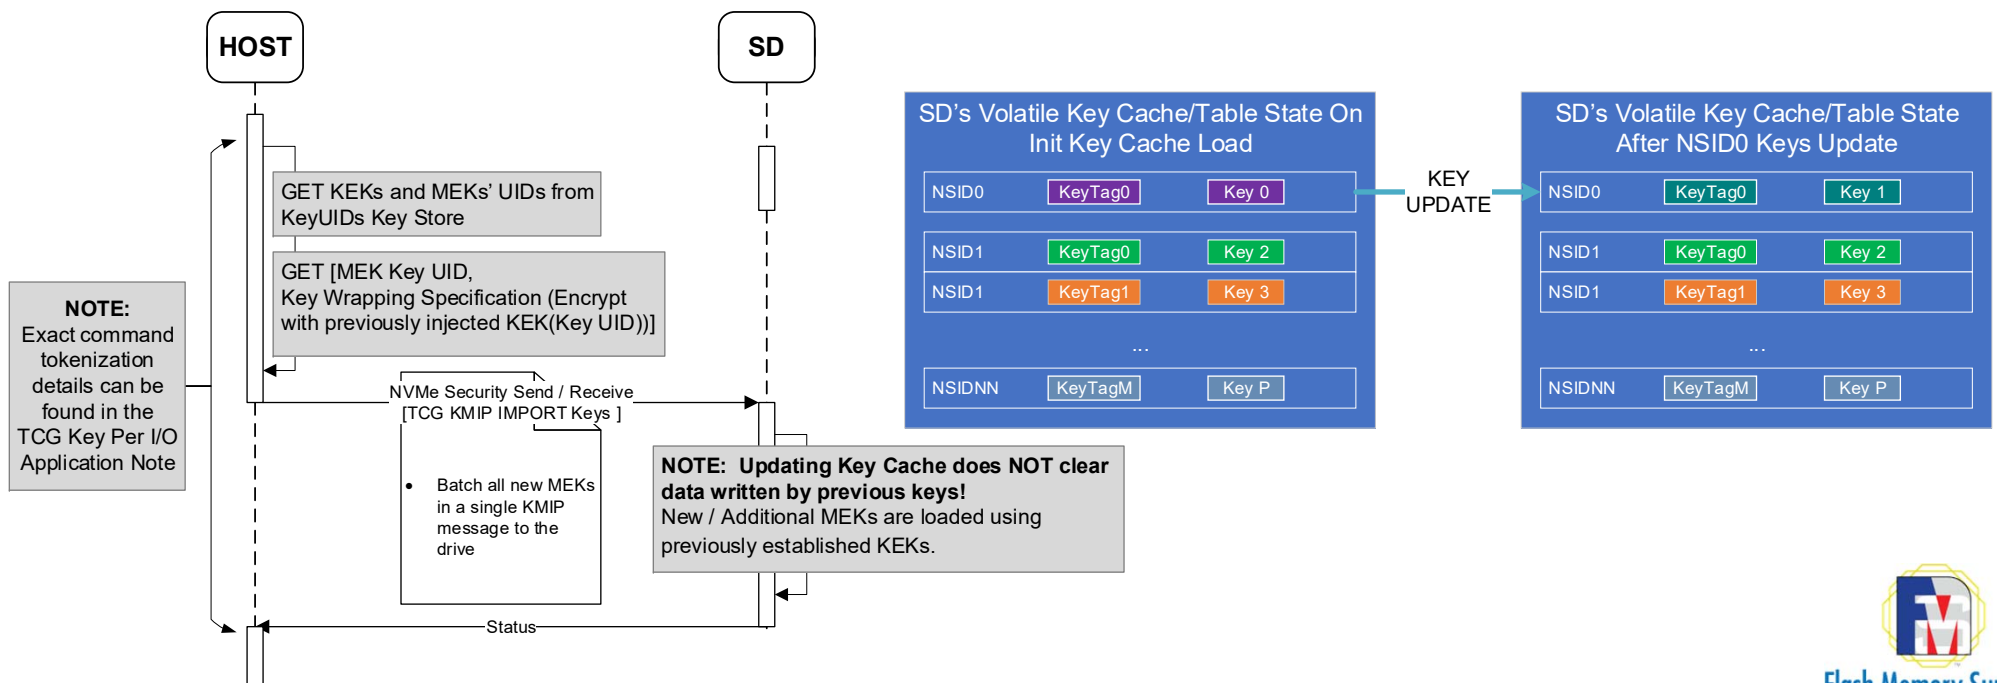 HOST
SD
GET KEKs and MEKs' UIDs from
KeyUIDs Key Store
GET [MEK Key UID,
Key Wrapping Specification (Encrypt
with previously injected KEK(Key UID))]
NOTE:
Exact command
tokenization
details can be
found in the
TCG Key Per I/O
Application Note
NVMe Security Send / Receive
[TCG KMIP IMPORT Keys ]
• Batch all new MEKs
in a single KMIP
message to the
drive
NOTE:  Updating Key Cache does NOT clear
data written by previous keys!
New / Additional MEKs are loaded using
previously established KEKs.
Status
SD's Volatile Key Cache/Table State On
Init Key Cache Load
NSID0 KeyTag0 Key 0
NSID1 KeyTag0 Key 2
NSID1 KeyTag1 Key 3
...
NSIDNN KeyTagM Key P
KEY
UPDATE
SD's Volatile Key Cache/Table State
After NSID0 Keys Update
NSID0 KeyTag0 Key 1
NSID1 KeyTag0 Key 2
NSID1 KeyTag1 Key 3
...
NSIDNN KeyTagM Key P
Flash Memory